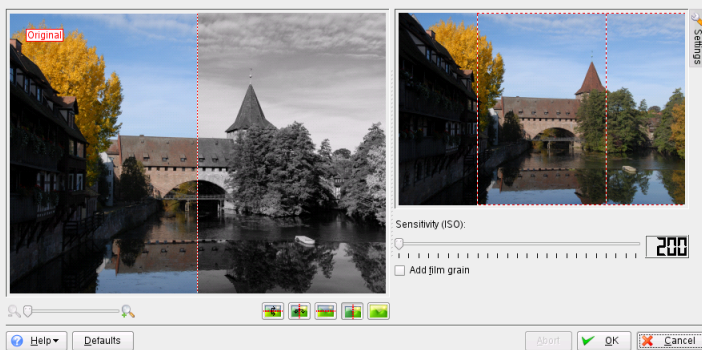 Original
Settings
Sensitivity (ISO):
200
Add film grain
Help
Defaults
Abort
OK
Cancel